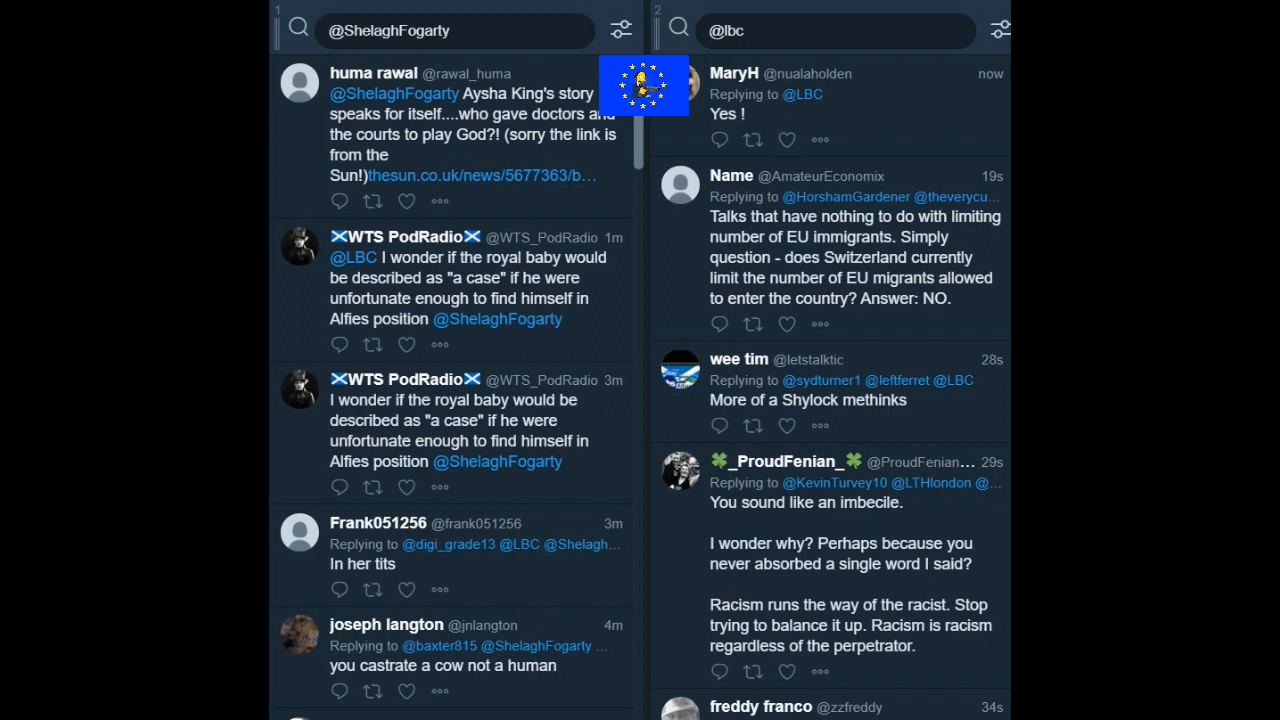 1
@ShelaghFogarty
huma rawal @rawal_huma
@ShelaghFogarty Aysha King's story
speaks for itself....who gave doctors and
the courts to play God?! (sorry the link is
from the
Sun!)thesun.co.uk/news/5677363/b…
WTS PodRadio @WTS_PodRadio 1m
@LBC I wonder if the royal baby would
be described as "a case" if he were
unfortunate enough to find himself in
Alfies position @ShelaghFogarty
WTS PodRadio @WTS_PodRadio 3m
I wonder if the royal baby would be
described as "a case" if he were
unfortunate enough to find himself in
Alfies position @ShelaghFogarty
Frank051256 @frank051256 3m
Replying to @digi_grade13 @LBC @Shelagh...
In her tits
joseph langton @jnlangton 4m
Replying to @baxter815 @ShelaghFogarty ...
you castrate a cow not a human
2
@lbc
MaryH @nualaholden now
Replying to @LBC
Yes !
Name @AmateurEconomix 19s
Replying to @HorshamGardener @theverycu...
Talks that have nothing to do with limiting
number of EU immigrants. Simply
question - does Switzerland currently
limit the number of EU migrants allowed
to enter the country? Answer: NO.
wee tim @letstalktic 28s
Replying to @sydturner1 @leftferret @LBC
More of a Shylock methinks
_ProudFenian_ @ProudFenian... 29s
Replying to @KevinTurvey10 @LTHlondon @...
You sound like an imbecile.
I wonder why? Perhaps because you
never absorbed a single word I said?
Racism runs the way of the racist. Stop
trying to balance it up. Racism is racism
regardless of the perpetrator.
freddy franco @zzfreddy 34s